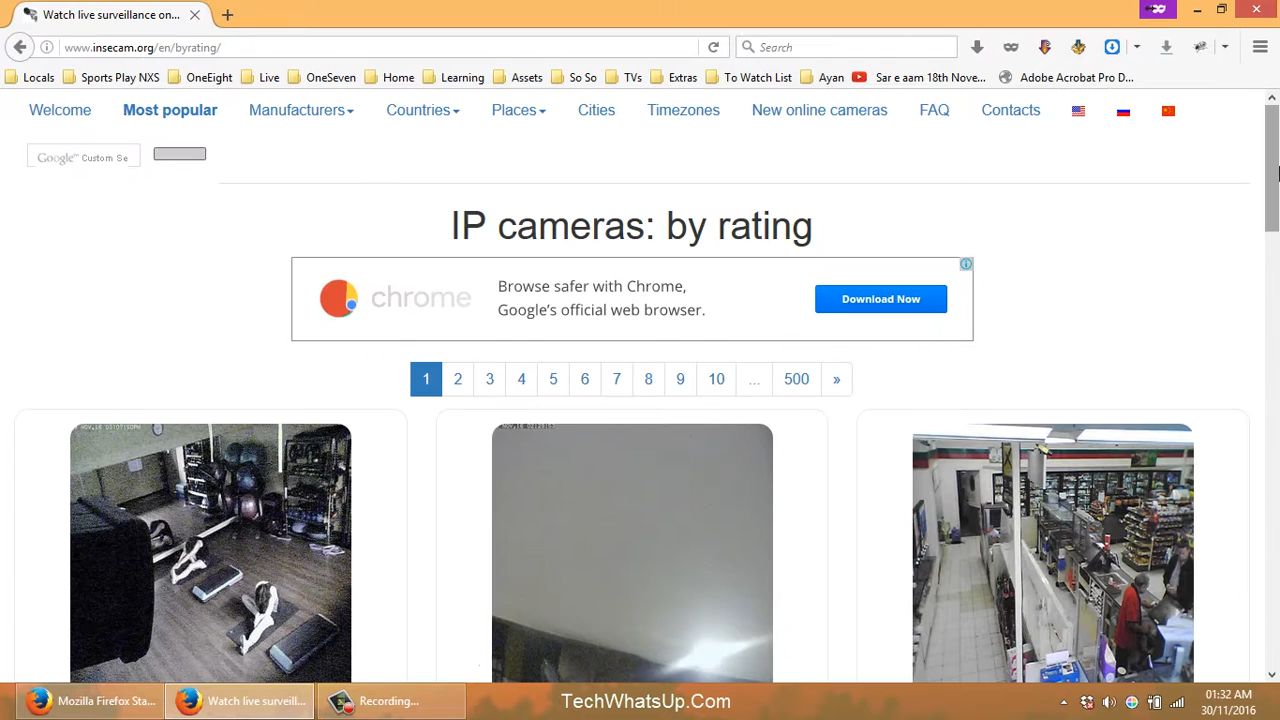 Watch live surveillance on...
www.insecam.org/en/byrating/
Search
Locals Sports Play NXS OneEight Live OneSeven Home Learning Assets So So TVs Extras To Watch List Ayan Sar e aam 18th Nove... Adobe Acrobat Pro D...
Welcome Most popular Manufacturers Countries Places Cities Timezones New online cameras FAQ Contacts
Google™ Custom Se
IP cameras: by rating
chrome
Browse safer with Chrome,
Google's official web browser.
Download Now
1 2 3 4 5 6 7 8 9 10 ... 500 »
Mozilla Firefox Sta... Watch live surveill... Recording...
TechWhatsUp.Com
01:32 AM
30/11/2016